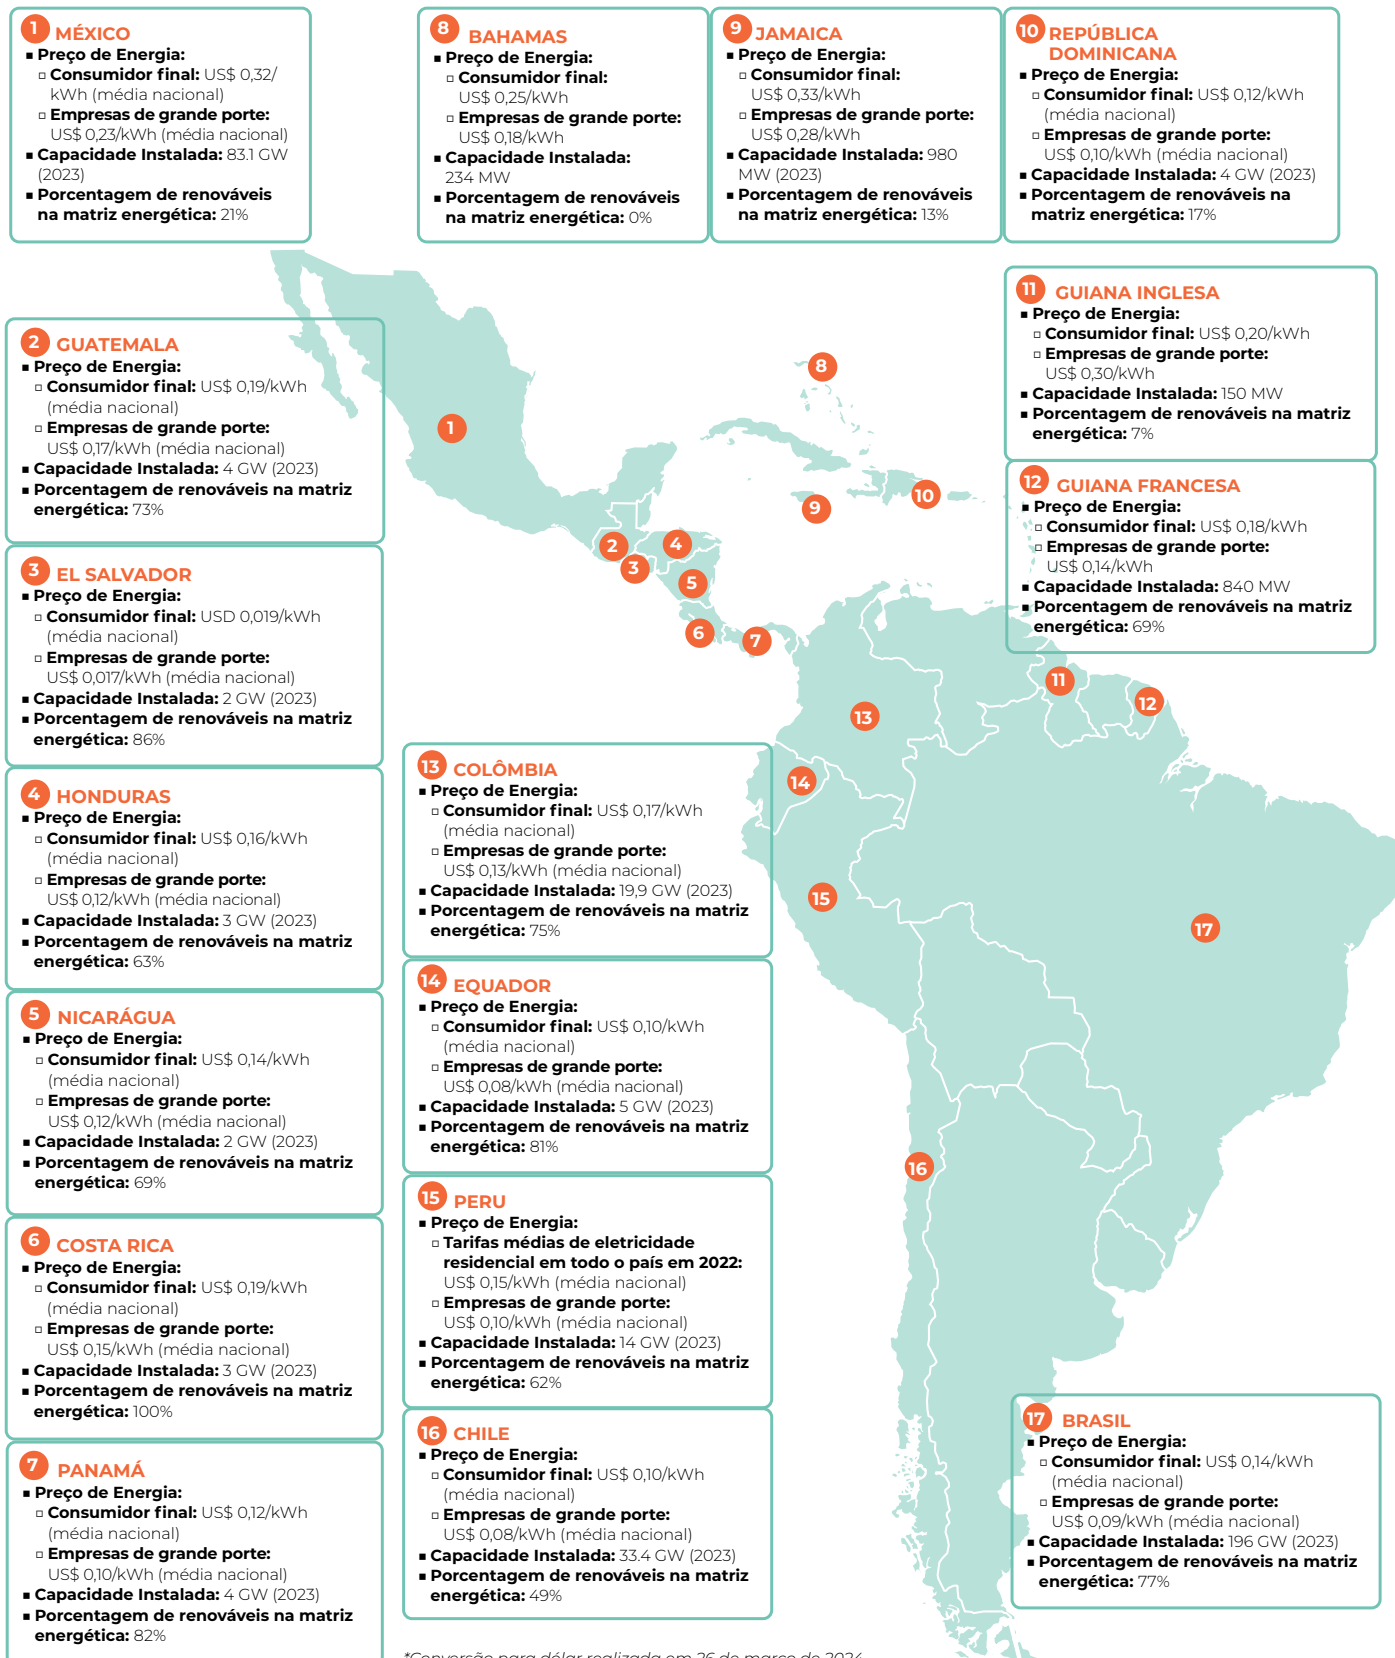 1 MÉXICO
▪ Preço de Energia:
▫ Consumidor final: US$ 0,32/
kWh (média nacional)
▫ Empresas de grande porte:
US$ 0,23/kWh (média nacional)
▪ Capacidade Instalada: 83.1 GW
(2023)
▪ Porcentagem de renováveis
na matriz energética: 21%
8 BAHAMAS
▪ Preço de Energia:
▫ Consumidor final:
US$ 0,25/kWh
▫ Empresas de grande porte:
US$ 0,18/kWh
▪ Capacidade Instalada:
234 MW
▪ Porcentagem de renováveis
na matriz energética: 0%
9 JAMAICA
▪ Preço de Energia:
▫ Consumidor final:
US$ 0,33/kWh
▫ Empresas de grande porte:
US$ 0,28/kWh
▪ Capacidade Instalada: 980
MW (2023)
▪ Porcentagem de renováveis
na matriz energética: 13%
10 REPÚBLICA
DOMINICANA
▪ Preço de Energia:
▫ Consumidor final: US$ 0,12/kWh
(média nacional)
▫ Empresas de grande porte:
US$ 0,10/kWh (média nacional)
▪ Capacidade Instalada: 4 GW (2023)
▪ Porcentagem de renováveis na
matriz energética: 17%
2 GUATEMALA
▪ Preço de Energia:
▫ Consumidor final: US$ 0,19/kWh
(média nacional)
▫ Empresas de grande porte:
US$ 0,17/kWh (média nacional)
▪ Capacidade Instalada: 4 GW (2023)
▪ Porcentagem de renováveis na matriz
energética: 73%
3 EL SALVADOR
▪ Preço de Energia:
▫ Consumidor final: USD 0,019/kWh
(média nacional)
▫ Empresas de grande porte:
US$ 0,017/kWh (média nacional)
▪ Capacidade Instalada: 2 GW (2023)
▪ Porcentagem de renováveis na matriz
energética: 86%
4 HONDURAS
▪ Preço de Energia:
▫ Consumidor final: US$ 0,16/kWh
(média nacional)
▫ Empresas de grande porte:
US$ 0,12/kWh (média nacional)
▪ Capacidade Instalada: 3 GW (2023)
▪ Porcentagem de renováveis na matriz
energética: 63%
5 NICARÁGUA
▪ Preço de Energia:
▫ Consumidor final: US$ 0,14/kWh
(média nacional)
▫ Empresas de grande porte:
US$ 0,12/kWh (média nacional)
▪ Capacidade Instalada: 2 GW (2023)
▪ Porcentagem de renováveis na matriz
energética: 69%
6 COSTA RICA
▪ Preço de Energia:
▫ Consumidor final: US$ 0,19/kWh
(média nacional)
▫ Empresas de grande porte:
US$ 0,15/kWh (média nacional)
▪ Capacidade Instalada: 3 GW (2023)
▪ Porcentagem de renováveis na matriz
energética: 100%
7 PANAMÁ
▪ Preço de Energia:
▫ Consumidor final: US$ 0,12/kWh
(média nacional)
▫ Empresas de grande porte:
US$ 0,10/kWh (média nacional)
▪ Capacidade Instalada: 4 GW (2023)
▪ Porcentagem de renováveis na matriz
energética: 82%
11 GUIANA INGLESA
▪ Preço de Energia:
▫ Consumidor final: US$ 0,20/kWh
▫ Empresas de grande porte:
US$ 0,30/kWh
▪ Capacidade Instalada: 150 MW
▪ Porcentagem de renováveis na matriz
energética: 7%
12 GUIANA FRANCESA
▪ Preço de Energia:
▫ Consumidor final: US$ 0,18/kWh
▫ Empresas de grande porte:
US$ 0,14/kWh
▪ Capacidade Instalada: 840 MW
▪ Porcentagem de renováveis na matriz
energética: 69%
1
8
9
10
2
4
3
5
6
7
11
12
13
14
15
17
16
13 COLÔMBIA
▪ Preço de Energia:
▫ Consumidor final: US$ 0,17/kWh
(média nacional)
▫ Empresas de grande porte:
US$ 0,13/kWh (média nacional)
▪ Capacidade Instalada: 19,9 GW (2023)
▪ Porcentagem de renováveis na matriz
energética: 75%
14 EQUADOR
▪ Preço de Energia:
▫ Consumidor final: US$ 0,10/kWh
(média nacional)
▫ Empresas de grande porte:
US$ 0,08/kWh (média nacional)
▪ Capacidade Instalada: 5 GW (2023)
▪ Porcentagem de renováveis na matriz
energética: 81%
15 PERU
▪ Preço de Energia:
▫ Tarifas médias de eletricidade
residencial em todo o país em 2022:
US$ 0,15/kWh (média nacional)
▫ Empresas de grande porte:
US$ 0,10/kWh (média nacional)
▪ Capacidade Instalada: 14 GW (2023)
▪ Porcentagem de renováveis na matriz
energética: 62%
16 CHILE
▪ Preço de Energia:
▫ Consumidor final: US$ 0,10/kWh
(média nacional)
▫ Empresas de grande porte:
US$ 0,08/kWh (média nacional)
▪ Capacidade Instalada: 33.4 GW (2023)
▪ Porcentagem de renováveis na matriz
energética: 49%
17 BRASIL
▪ Preço de Energia:
▫ Consumidor final: US$ 0,14/kWh
(média nacional)
▫ Empresas de grande porte:
US$ 0,09/kWh (média nacional)
▪ Capacidade Instalada: 196 GW (2023)
▪ Porcentagem de renováveis na matriz
energética: 77%
*Conversão para dólar realizada em 26 de março de 2024